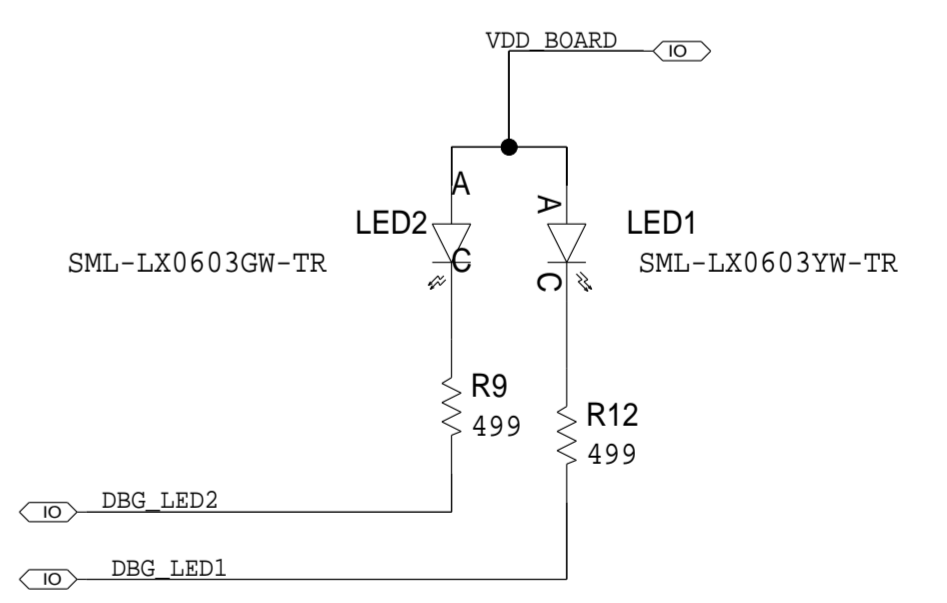 VDD_BOARD
IO
A
A
LED2
LED1
SML-LX0603GW-TR
C
SML-LX0603YW-TR
C
R9
499
R12
499
DBG_LED2
IO
DBG_LED1
IO